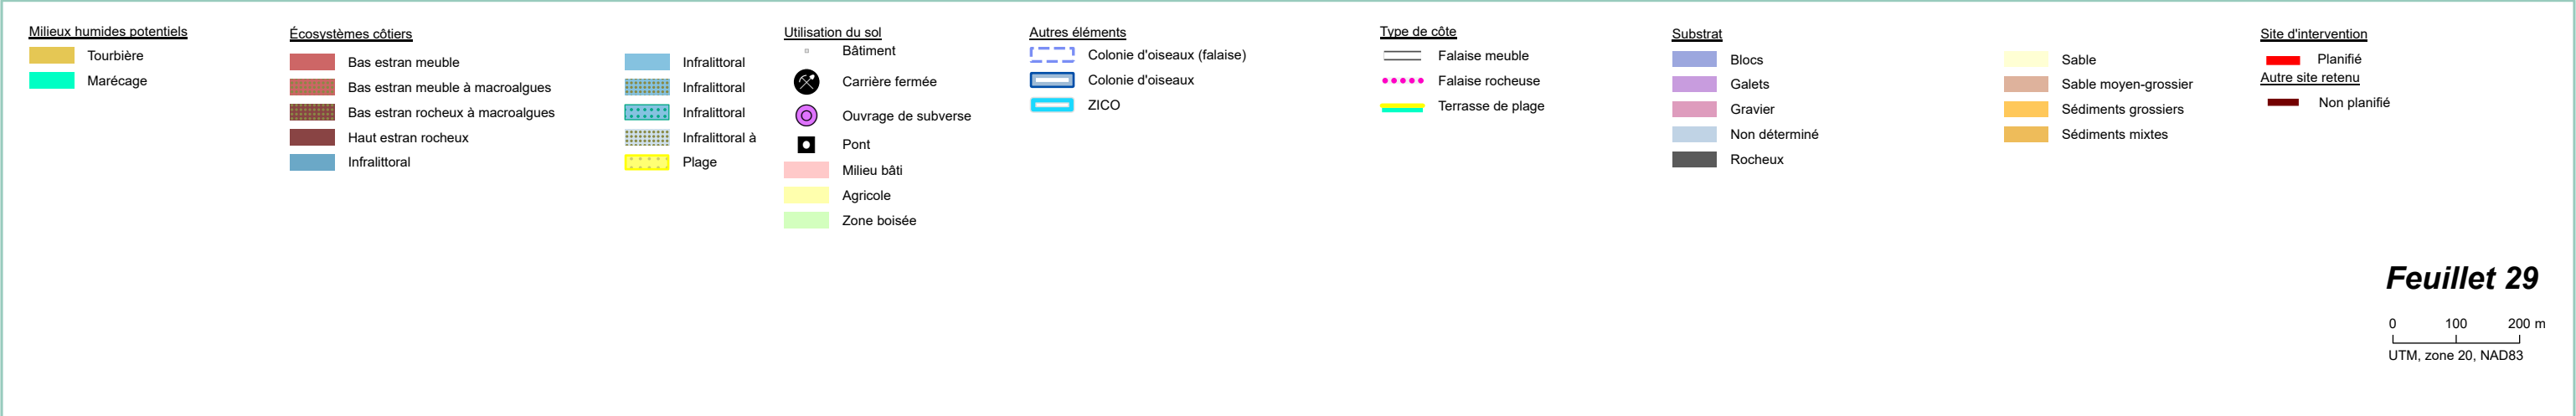 Milieux humides potentiels
Tourbière
Marécage
Écosystèmes côtiers
Bas estran meuble
Bas estran meuble à macroalgues
Bas estran rocheux à macroalgues
Haut estran rocheux
Infralittoral
Infralittoral
Infralittoral
Infralittoral
Infralittoral à
Plage
Utilisation du sol
Bâtiment
Carrière fermée
Ouvrage de subverse
Pont
Milieu bâti
Agricole
Zone boisée
Autres éléments
Colonie d'oiseaux (falaise)
Colonie d'oiseaux
ZICO
Type de côte
Falaise meuble
Falaise rocheuse
Terrasse de plage
Substrat
Blocs
Galets
Gravier
Non déterminé
Rocheux
Sable
Sable moyen-grossier
Sédiments grossiers
Sédiments mixtes
Site d'intervention
Planifié
Autre site retenu
Non planifié
Feuillet 29
0 100 200 m
UTM, zone 20, NAD83